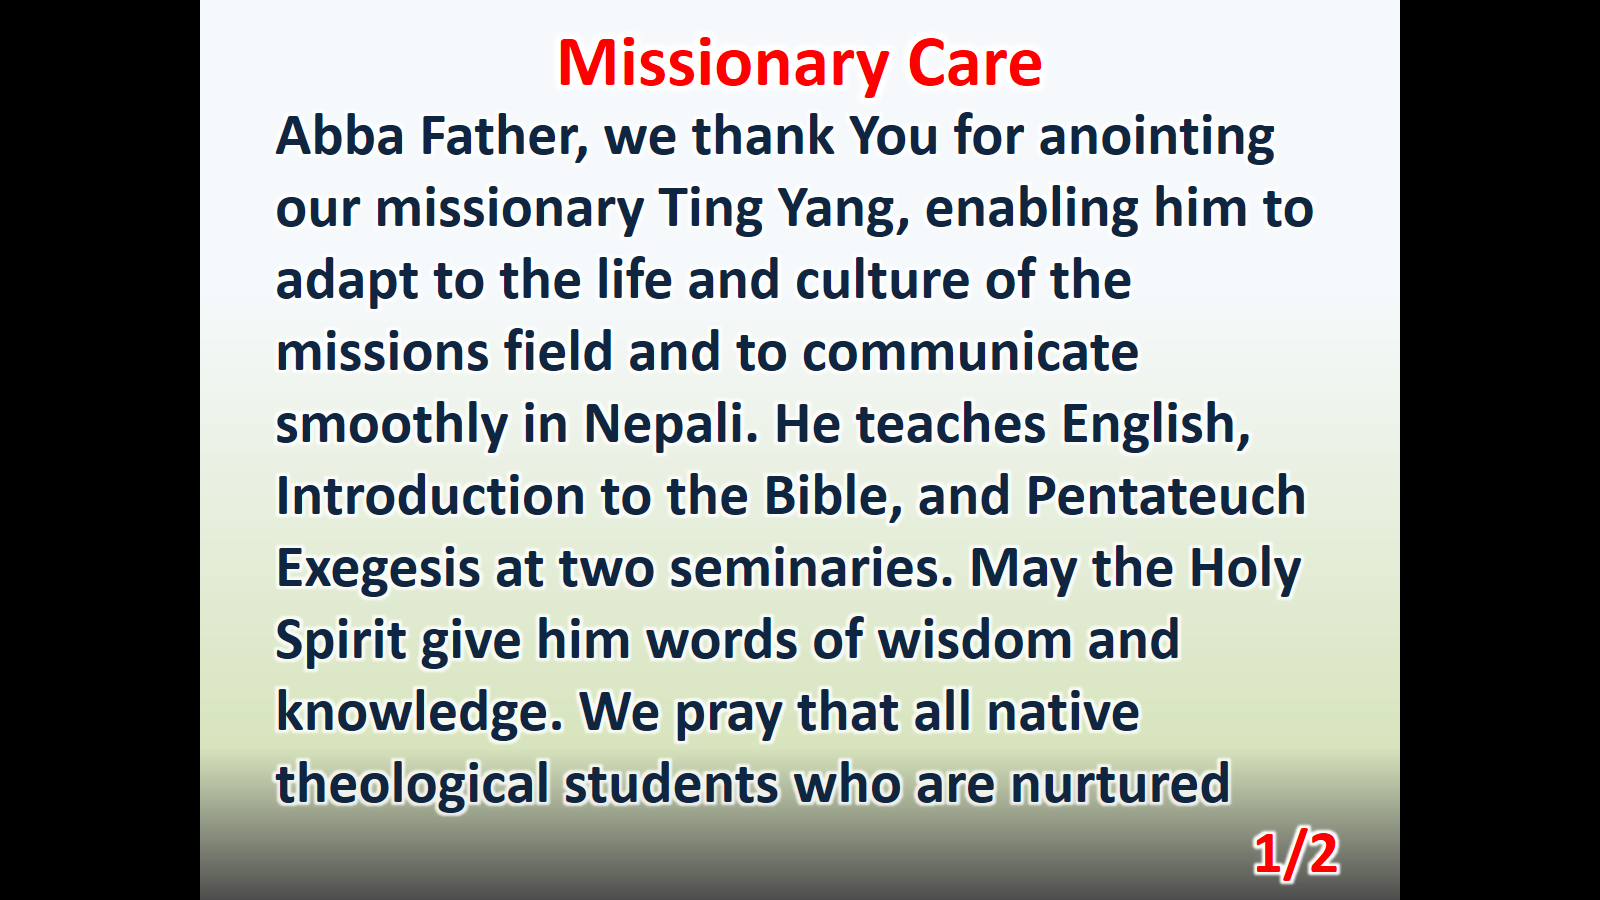 Missionary Care
Abba Father, we thank You for anointing
our missionary Ting Yang, enabling him to
adapt to the life and culture of the
missions field and to communicate
smoothly in Nepali. He teaches English,
Introduction to the Bible, and Pentateuch
Exegesis at two seminaries. May the Holy
Spirit give him words of wisdom and
knowledge. We pray that all native
theological students who are nurtured
1/2